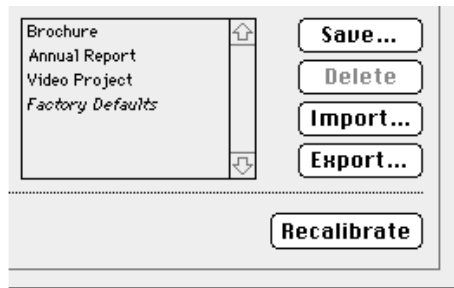 Brochure
Annual Report
Video Project
Factory Defaults
Save...
Delete
Import...
Export...
Recalibrate